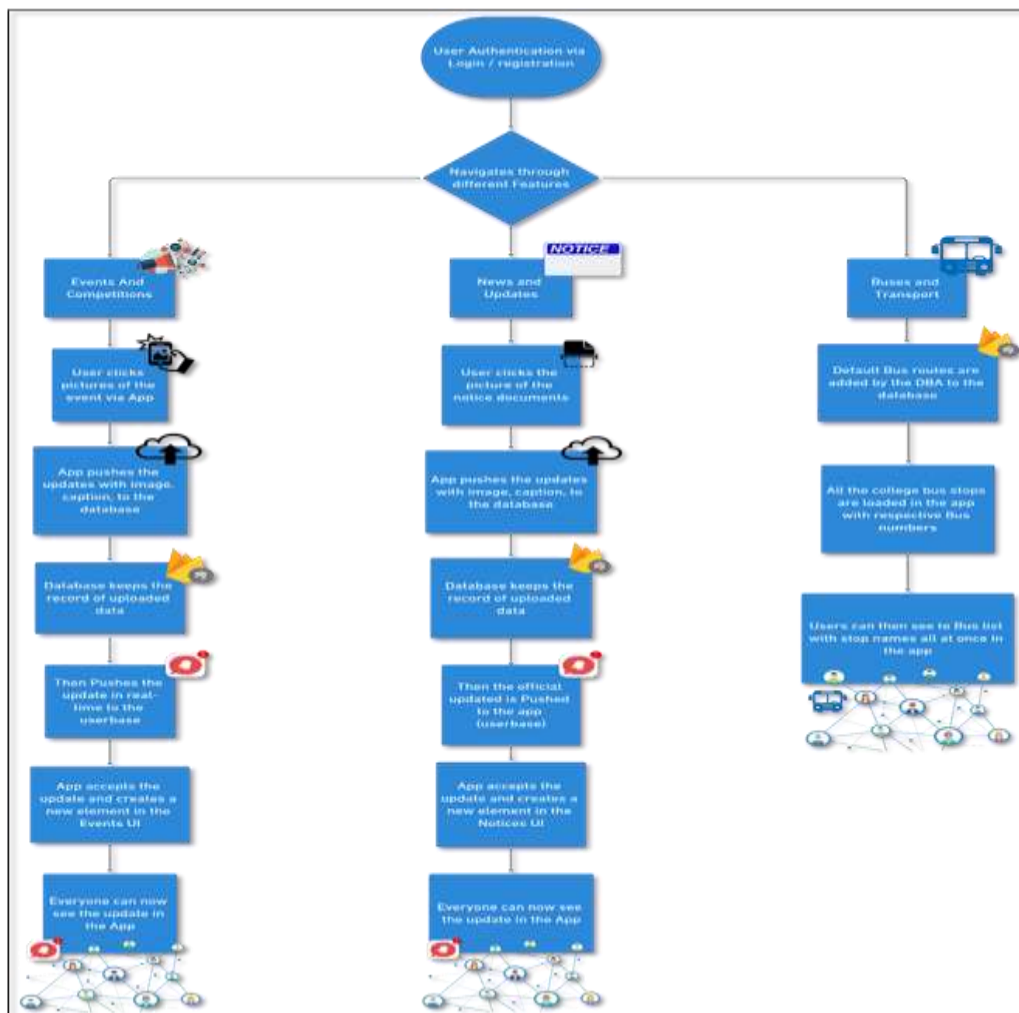 User Authentication via
Login / registration
Navigates through
different Features
Events And
Competitions
User clicks
pictures of the
event via App
App pushes the
updates with image,
caption, to the
database
Database keeps the
record of uploaded
data
Then Pushes the
update in real-
time to the
userbase
App accepts the
update and creates a
new element in the
Events UI
Everyone can now
see the update in
the App
NOTICE
News and
Updates
User clicks the
picture of the
notice documents
App pushes the updates
with image, caption, to
the database
Database keeps the
record of uploaded
data
Then the official
updated is Pushed
to the app
(userbase)
App accepts the
update and creates a
new element in the
Notices UI
Everyone can now see
the update in the App
Buses and
Transport
Default Bus routes are
added by the DBA to the
database
All the college bus stops
are loaded in the app
with respective Bus
numbers
Users can then see to Bus list
with stop names all at once in
the app